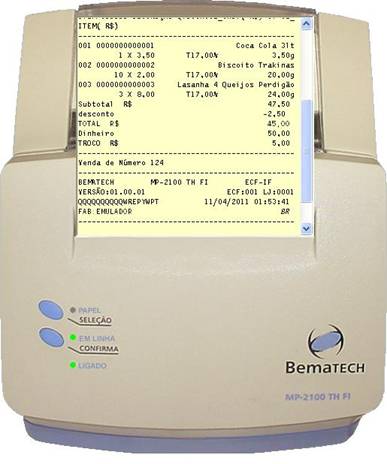 ITEM( R$)
001 0000000000001 Coca Cola 3lt
1 X 3.50 T17.00% 3.50g
002 0000000000002 Biscoito Trakinas
10 X 2.00 T17.00% 20.00g
003 0000000000003 Lasanha 4 Queijos Perdigão
3 X 8.00 T17.00% 24.00g
Subtotal R$ 47.50
desconto -2.50
TOTAL R$ 45,00
Dinheiro 50.00
TROCO R$ 5.00
Venda de Número 124
BEMATECH MP-2100 TH FI ECF-IF
VERSÃO:01.00.01 ECF:001 LJ:0001
QQQQQQQQQWREPYWPT 11/04/2011 01:53:41
FAB:EMULADOR BR
PAPEL
SELEÇÃO
EM LINHA
CONFIRMA
LIGADO
BEMATECH
MP-2100 TH FI